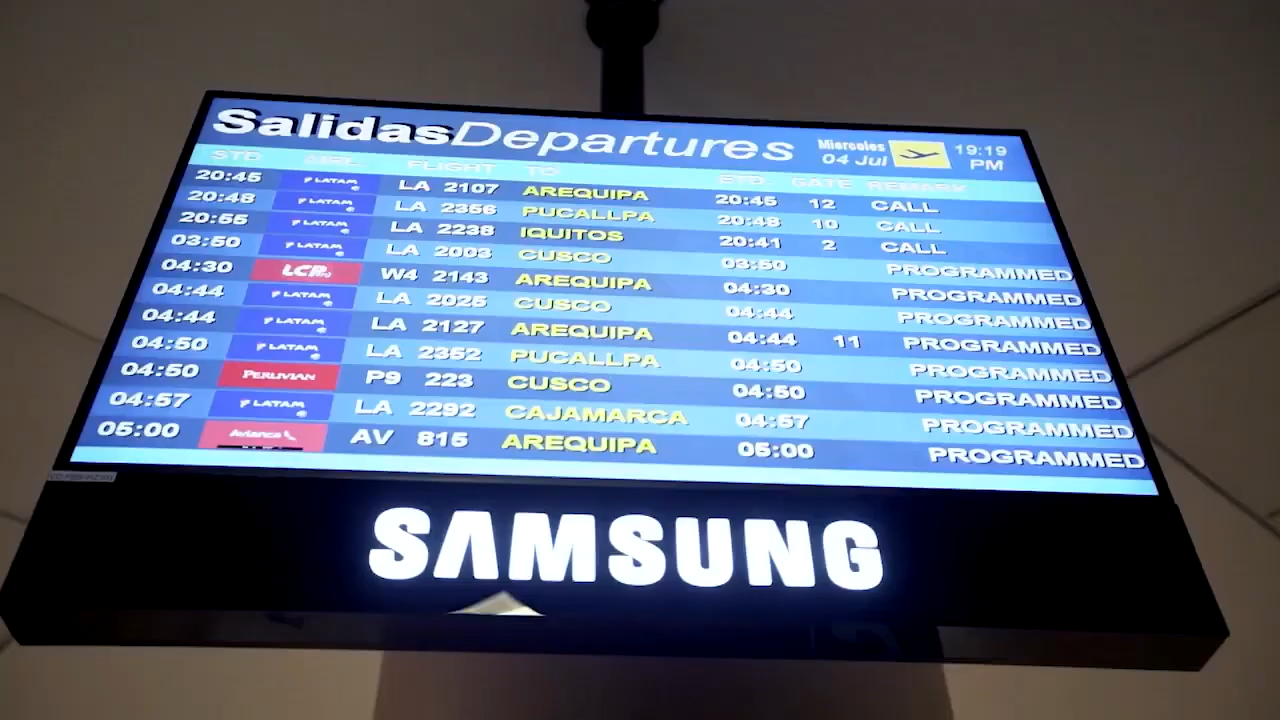 Salidas Departures Miercoles 04 Jul 19:19 PM
STD AIRL. FLIGHT TO STD. GATE REMARK
20:45 LATAM LA 2107 AREQUIPA 20:45 12 CALL
20:48 LATAM LA 2356 PUCALLPA 20:48 10 CALL
20:55 LATAM LA 2238 IQUITOS 20:41 2 CALL
03:50 LATAM LA 2003 CUSCO 03:50 PROGRAMMED
04:30 LCP W4 2143 AREQUIPA 04:30 PROGRAMMED
04:44 LATAM LA 2025 CUSCO 04:44 PROGRAMMED
04:44 LATAM LA 2127 AREQUIPA 04:44 11 PROGRAMMED
04:50 LATAM LA 2352 PUCALLPA 04:50 PROGRAMMED
04:50 PERUVIAN P9 223 CUSCO 04:50 PROGRAMMED
04:57 LATAM LA 2292 CAJAMARCA 04:57 PROGRAMMED
05:00 Avianca AV 815 AREQUIPA 05:00 PROGRAMMED
SAMSUNG